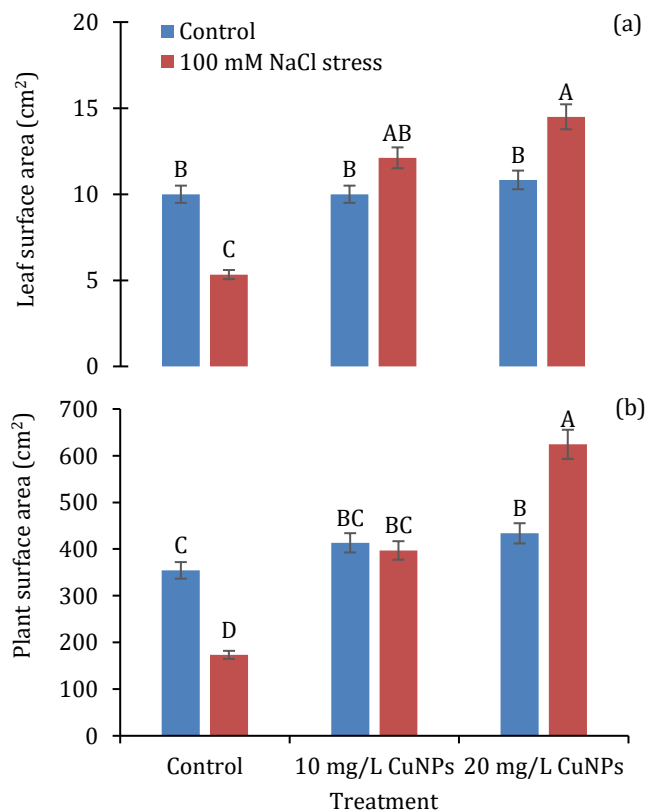 (a)
Control
100 mM NaCl stress
Leaf surface area (cm²)
20
15
10
5
0
B
C
B
AB
B
A
(b)
Plant surface area (cm²)
700
600
500
400
300
200
100
0
C
D
BC
BC
B
A
Control
10 mg/L CuNPs
20 mg/L CuNPs
Treatment